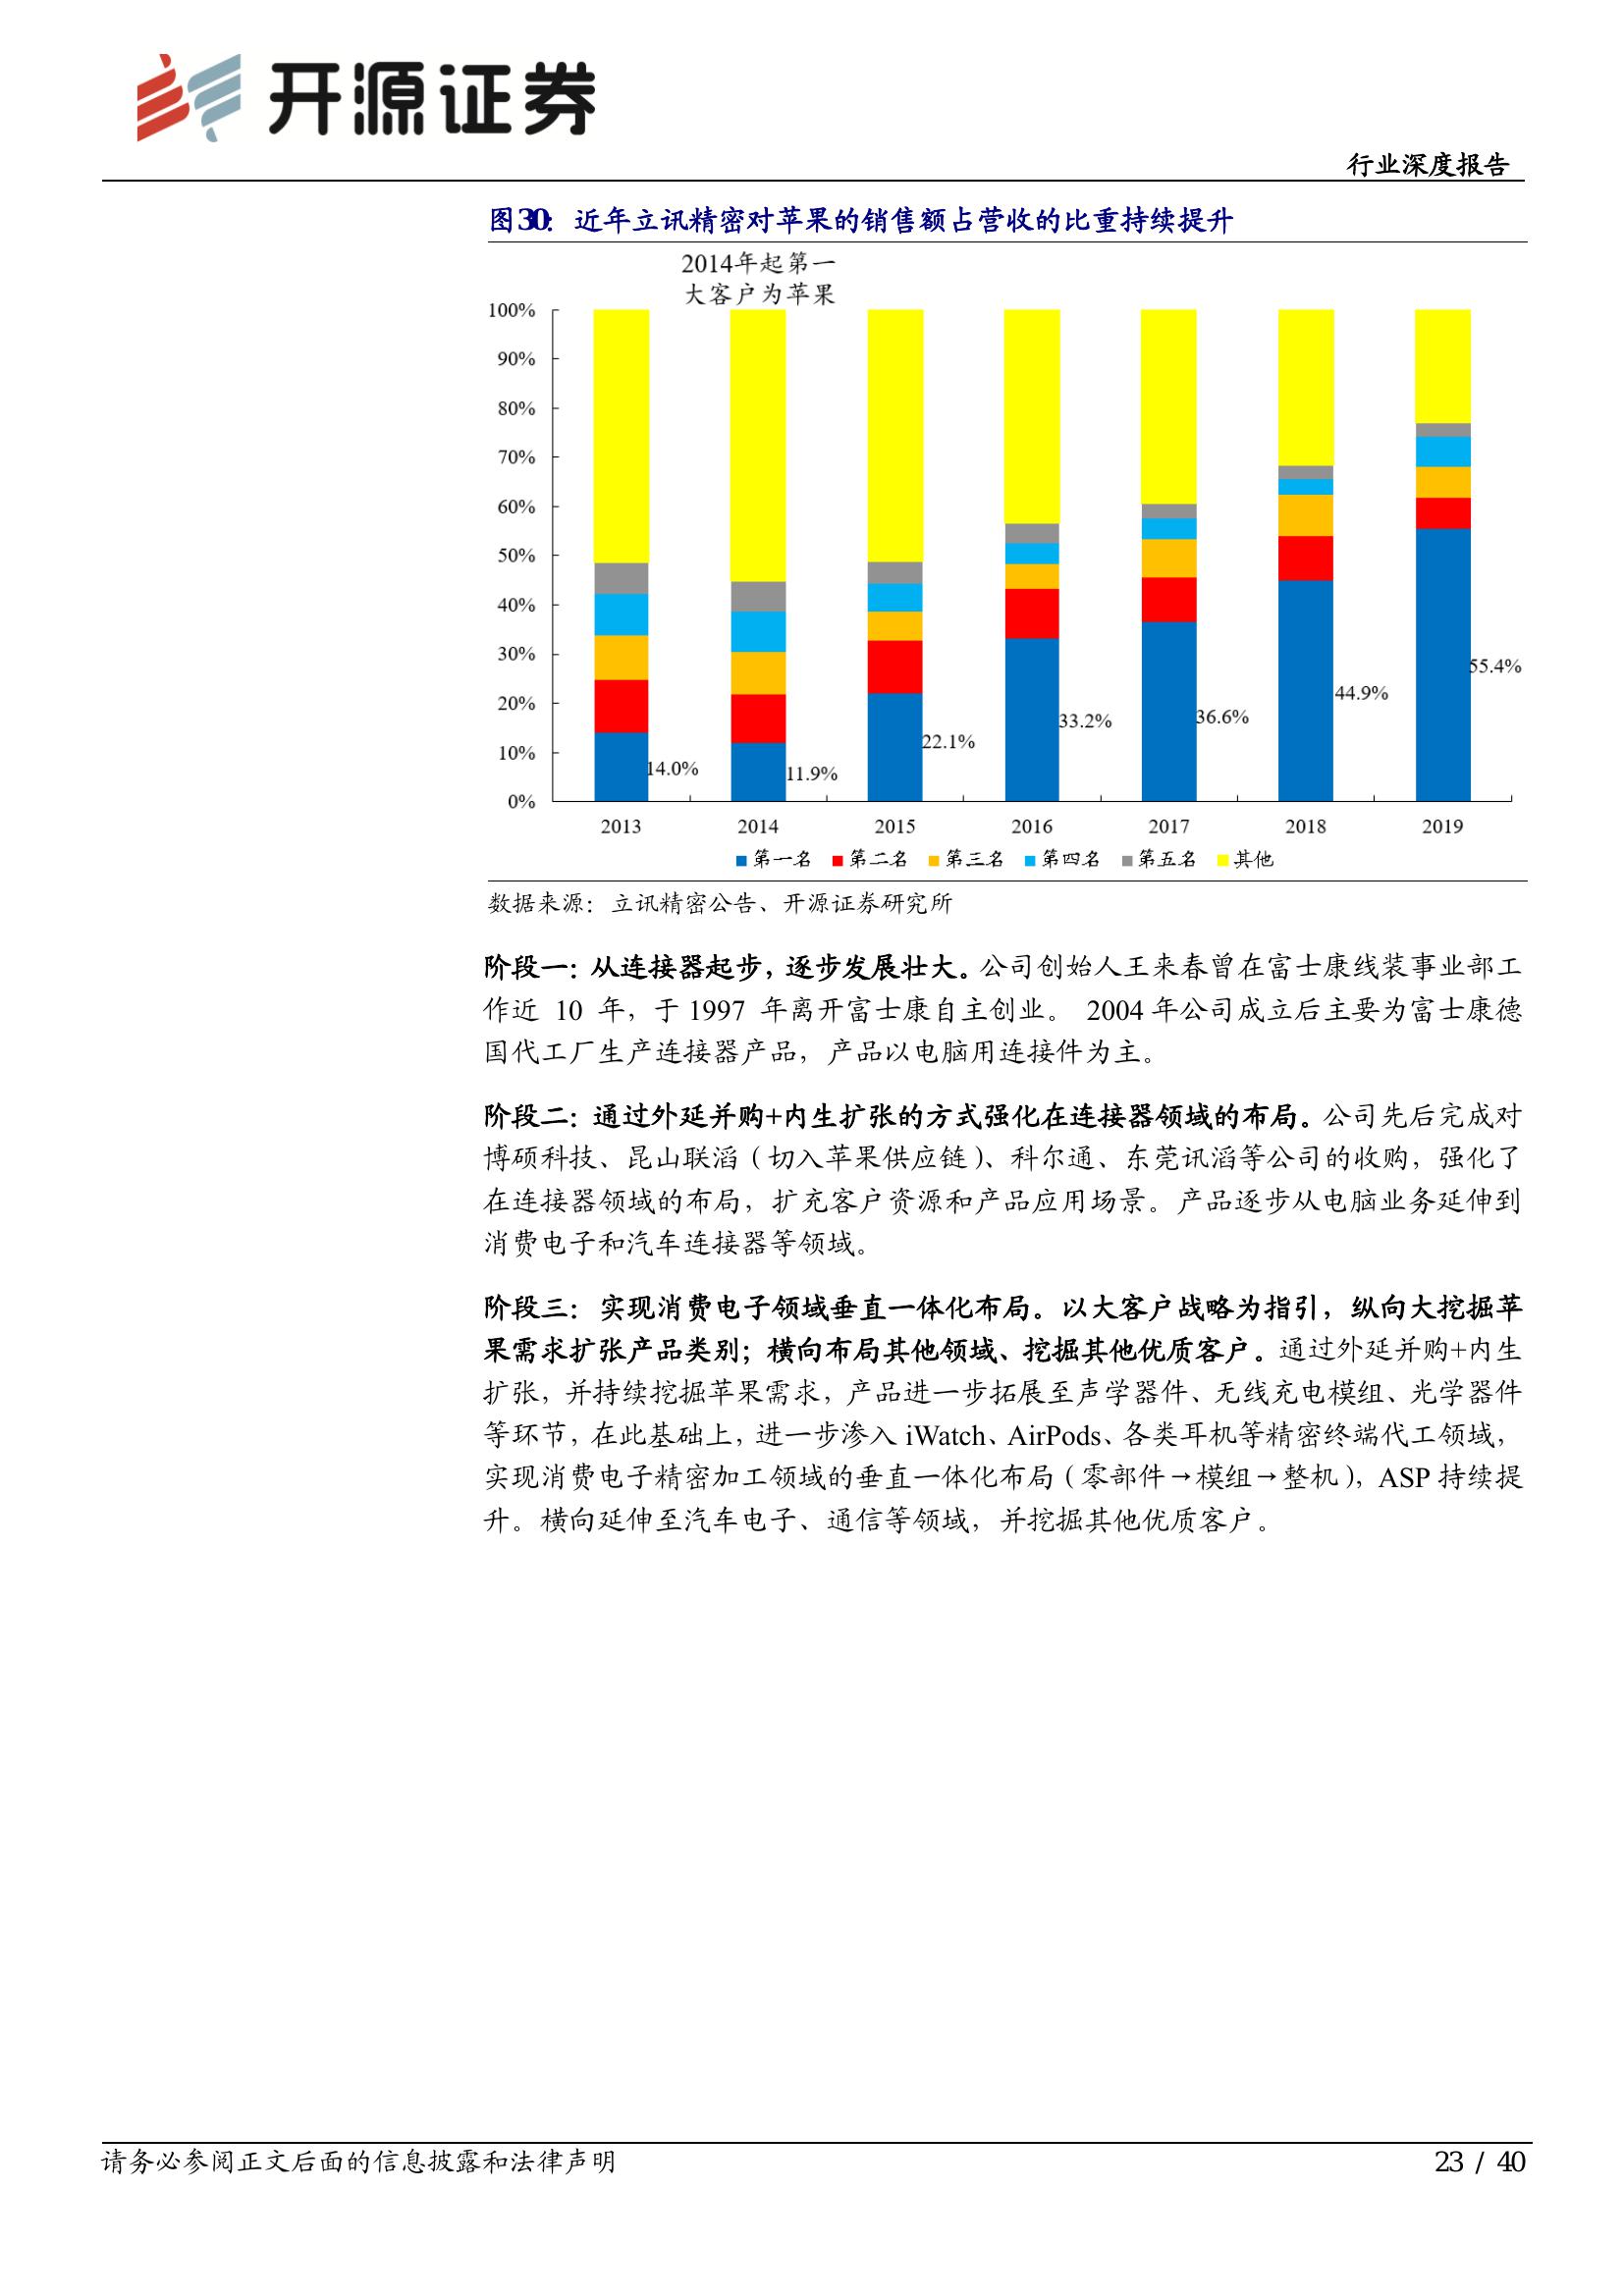 开源证券
行业深度报告
图30：近年立讯精密对苹果的销售额占营收的比重持续提升
2014年起第一
大客户为苹果
100%
90%
80%
70%
60%
50%
40%
30%
20%
10%
0%
14.0%
11.9%
22.1%
33.2%
36.6%
44.9%
55.4%
2013 2014 2015 2016 2017 2018 2019
第一名 第二名 第三名 第四名 第五名 其他
数据来源：立讯精密公告、开源证券研究所
阶段一：从连接器起步，逐步发展壮大。公司创始人王来春曾在富士康线装事业部工
作近 10 年，于 1997 年离开富士康自主创业。 2004 年公司成立后主要为富士康德
国代工厂生产连接器产品，产品以电脑用连接件为主。
阶段二：通过外延并购+内生扩张的方式强化在连接器领域的布局。公司先后完成对
博硕科技、昆山联滔（切入苹果供应链）、科尔通、东莞讯滔等公司的收购，强化了
在连接器领域的布局，扩充客户资源和产品应用场景。产品逐步从电脑业务延伸到
消费电子和汽车连接器等领域。
阶段三： 实现消费电子领域垂直一体化布局。以大客户战略为指引，纵向大挖掘苹
果需求扩张产品类别；横向布局其他领域、挖掘其他优质客户。通过外延并购+内生
扩张，并持续挖掘苹果需求，产品进一步拓展至声学器件、无线充电模组、光学器件
等环节，在此基础上，进一步渗入 iWatch、AirPods、各类耳机等精密终端代工领域，
实现消费电子精密加工领域的垂直一体化布局（零部件→模组→整机），ASP 持续提
升。横向延伸至汽车电子、通信等领域，并挖掘其他优质客户。
请务必参阅正文后面的信息披露和法律声明
23 / 40